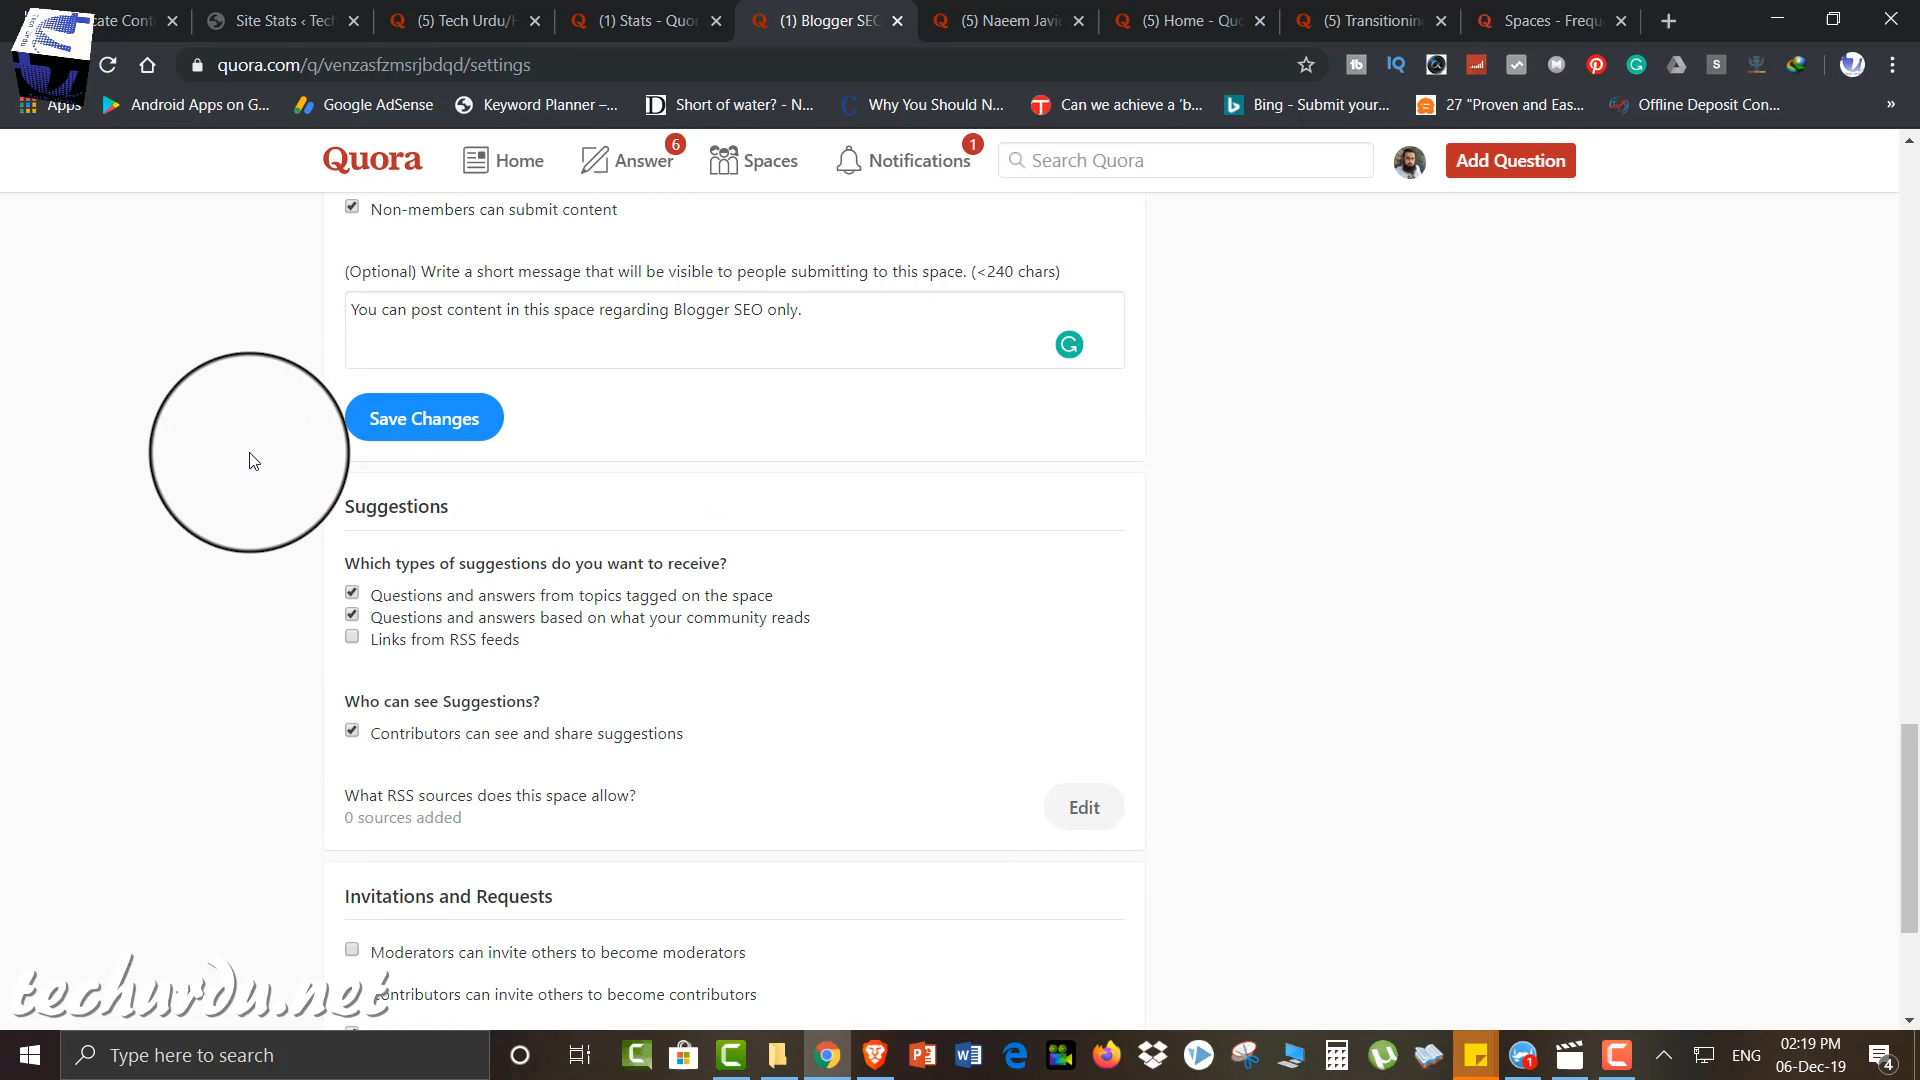 cate Cont
Site Stats ‹ Tech
(5) Tech Urdu/H
(1) Stats - Quor
(1) Blogger SEO
(5) Naeem Javi
(5) Home - Quo
(5) Transitionin
Spaces - Frequ
quora.com/q/venzasfzmsrjbdqd/settings
Apps
Android Apps on G...
Google AdSense
Keyword Planner –...
Short of water? - N...
Why You Should N...
Can we achieve a 'b...
Bing - Submit your...
27 "Proven and Eas...
Offline Deposit Con...
»
Quora
Home
Answer
6
Spaces
Notifications
1
Search Quora
Add Question
Non-members can submit content
(Optional) Write a short message that will be visible to people submitting to this space. (<240 chars)
You can post content in this space regarding Blogger SEO only.
Save Changes
Suggestions
Which types of suggestions do you want to receive?
Questions and answers from topics tagged on the space
Questions and answers based on what your community reads
Links from RSS feeds
Who can see Suggestions?
Contributors can see and share suggestions
What RSS sources does this space allow?
0 sources added
Edit
Invitations and Requests
Moderators can invite others to become moderators
Contributors can invite others to become contributors
techurdu.net
Type here to search
ENG
02:19 PM
06-Dec-19
4